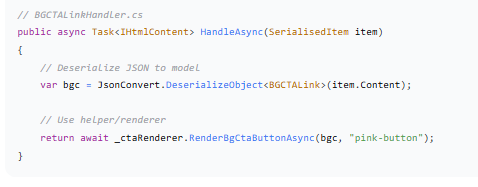 // BGCTALinkHandler.cs
public async Task<IHtmlContent> HandleAsync(SerialisedItem item)
{
    // Deserialize JSON to model
    var bgc = JsonConvert.DeserializeObject<BGCTALink>(item.Content);

    // Use helper/renderer
    return await _ctaRenderer.RenderBgCtaButtonAsync(bgc, "pink-button");
}